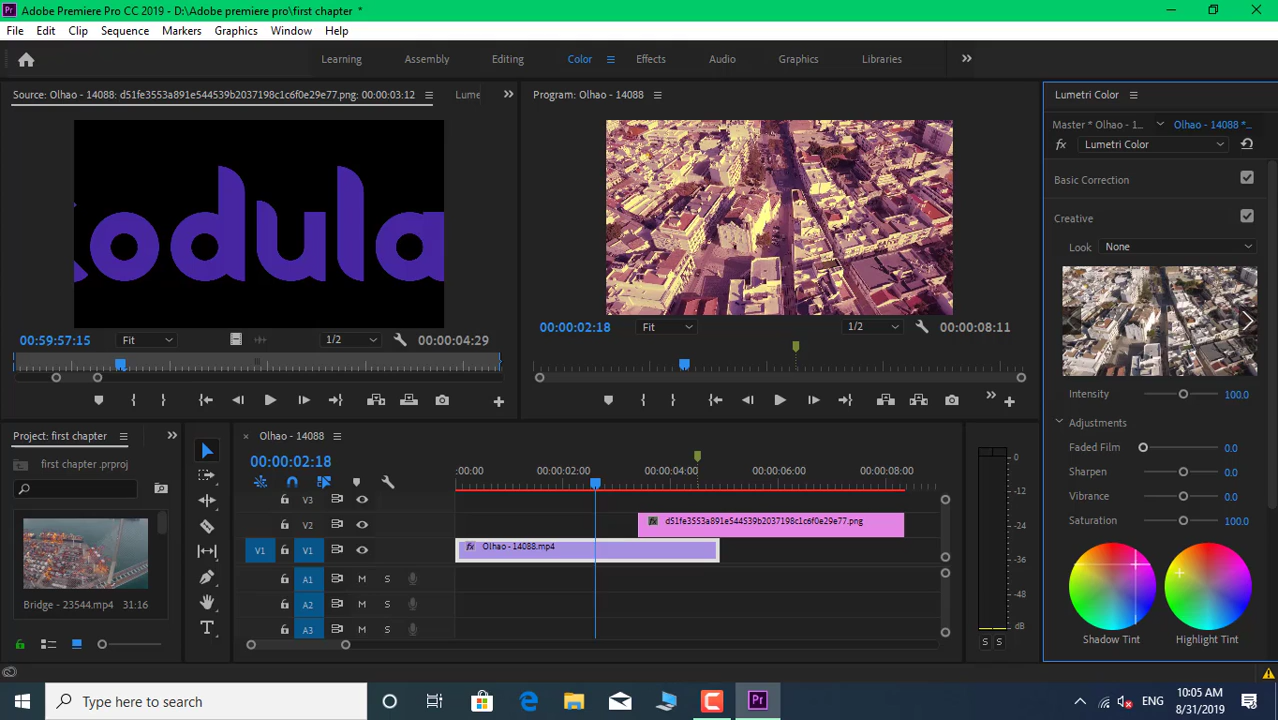 Adobe Premiere Pro CC 2019 - D:\Adobe premiere pro\first chapter *
File Edit Clip Sequence Markers Graphics Window Help
Learning Assembly Editing Color Effects Audio Graphics Libraries
Source: Olhao - 14088: d51fe3553a891e544539b2037198c1c6f0e29e77.png: 00:00:03:12 Lume
Program: Olhao - 14088
Lumetri Color
Master * Olhao - 1... Olhao - 14088 *...
fx Lumetri Color
Basic Correction
Creative
Look None
odula
00:59:57:15 Fit 1/2 00:00:04:29
00:00:02:18 Fit 1/2 00:00:08:11
Intensity 100.0
Adjustments
Faded Film 0.0
Sharpen 0.0
Vibrance 0.0
Saturation 100.0
Shadow Tint Highlight Tint
Project: first chapter
first chapter .prproj
Bridge - 23544.mp4 31:16
Olhao - 14088
00:00:02:18
:00:00 00:00:02:00 00:00:04:00 00:00:06:00 00:00:08:00
V3
V2 fx d51fe3553a891e544539b2037198c1c6f0e29e77.png
V1 V1 fx Olhao - 14088.mp4
A1 M S
A2 M S
A3 M S
0
-12
-24
-36
-48
dB
S S
Type here to search
Pr
ENG
10:05 AM
8/31/2019